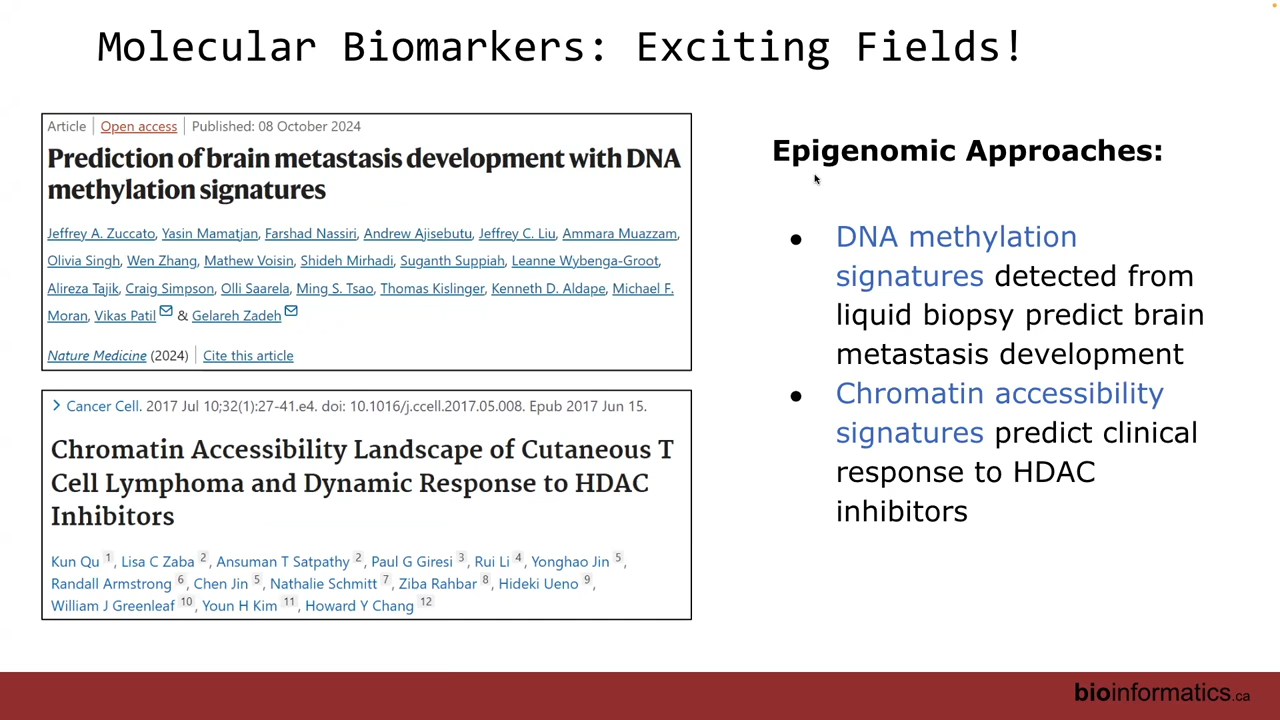 Molecular Biomarkers: Exciting Fields!
Article | Open access | Published: 08 October 2024
Prediction of brain metastasis development with DNA
methylation signatures
Jeffrey A. Zuccato, Yasin Mamatjan, Farshad Nassiri, Andrew Ajisebutu, Jeffrey C. Liu, Ammara Muazzam,
Olivia Singh, Wen Zhang, Mathew Voisin, Shideh Mirhadi, Suganth Suppiah, Leanne Wybenga-Groot,
Alireza Tajik, Craig Simpson, Olli Saarela, Ming S. Tsao, Thomas Kislinger, Kenneth D. Aldape, Michael F.
Moran, Vikas Patil & Gelareh Zadeh
Nature Medicine (2024) | Cite this article
> Cancer Cell. 2017 Jul 10;32(1):27-41.e4. doi: 10.1016/j.ccell.2017.05.008. Epub 2017 Jun 15.
Chromatin Accessibility Landscape of Cutaneous T
Cell Lymphoma and Dynamic Response to HDAC
Inhibitors
Kun Qu 1, Lisa C Zaba 2, Ansuman T Satpathy 2, Paul G Giresi 3, Rui Li 4, Yonghao Jin 5,
Randall Armstrong 6, Chen Jin 5, Nathalie Schmitt 7, Ziba Rahbar 8, Hideki Ueno 9,
William J Greenleaf 10, Youn H Kim 11, Howard Y Chang 12
Epigenomic Approaches:
● DNA methylation
signatures detected from
liquid biopsy predict brain
metastasis development
● Chromatin accessibility
signatures predict clinical
response to HDAC
inhibitors
bioinformatics.ca